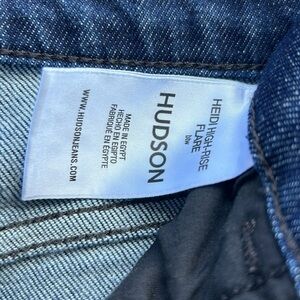 HEIDI HIGH-RISE
FLARE
HUDSON
MADE IN EGYPT
HECHO EN EGIPTO
FABRIQUÉ EN ÉGYPTE
WWW.HUDSONJEANS.COM